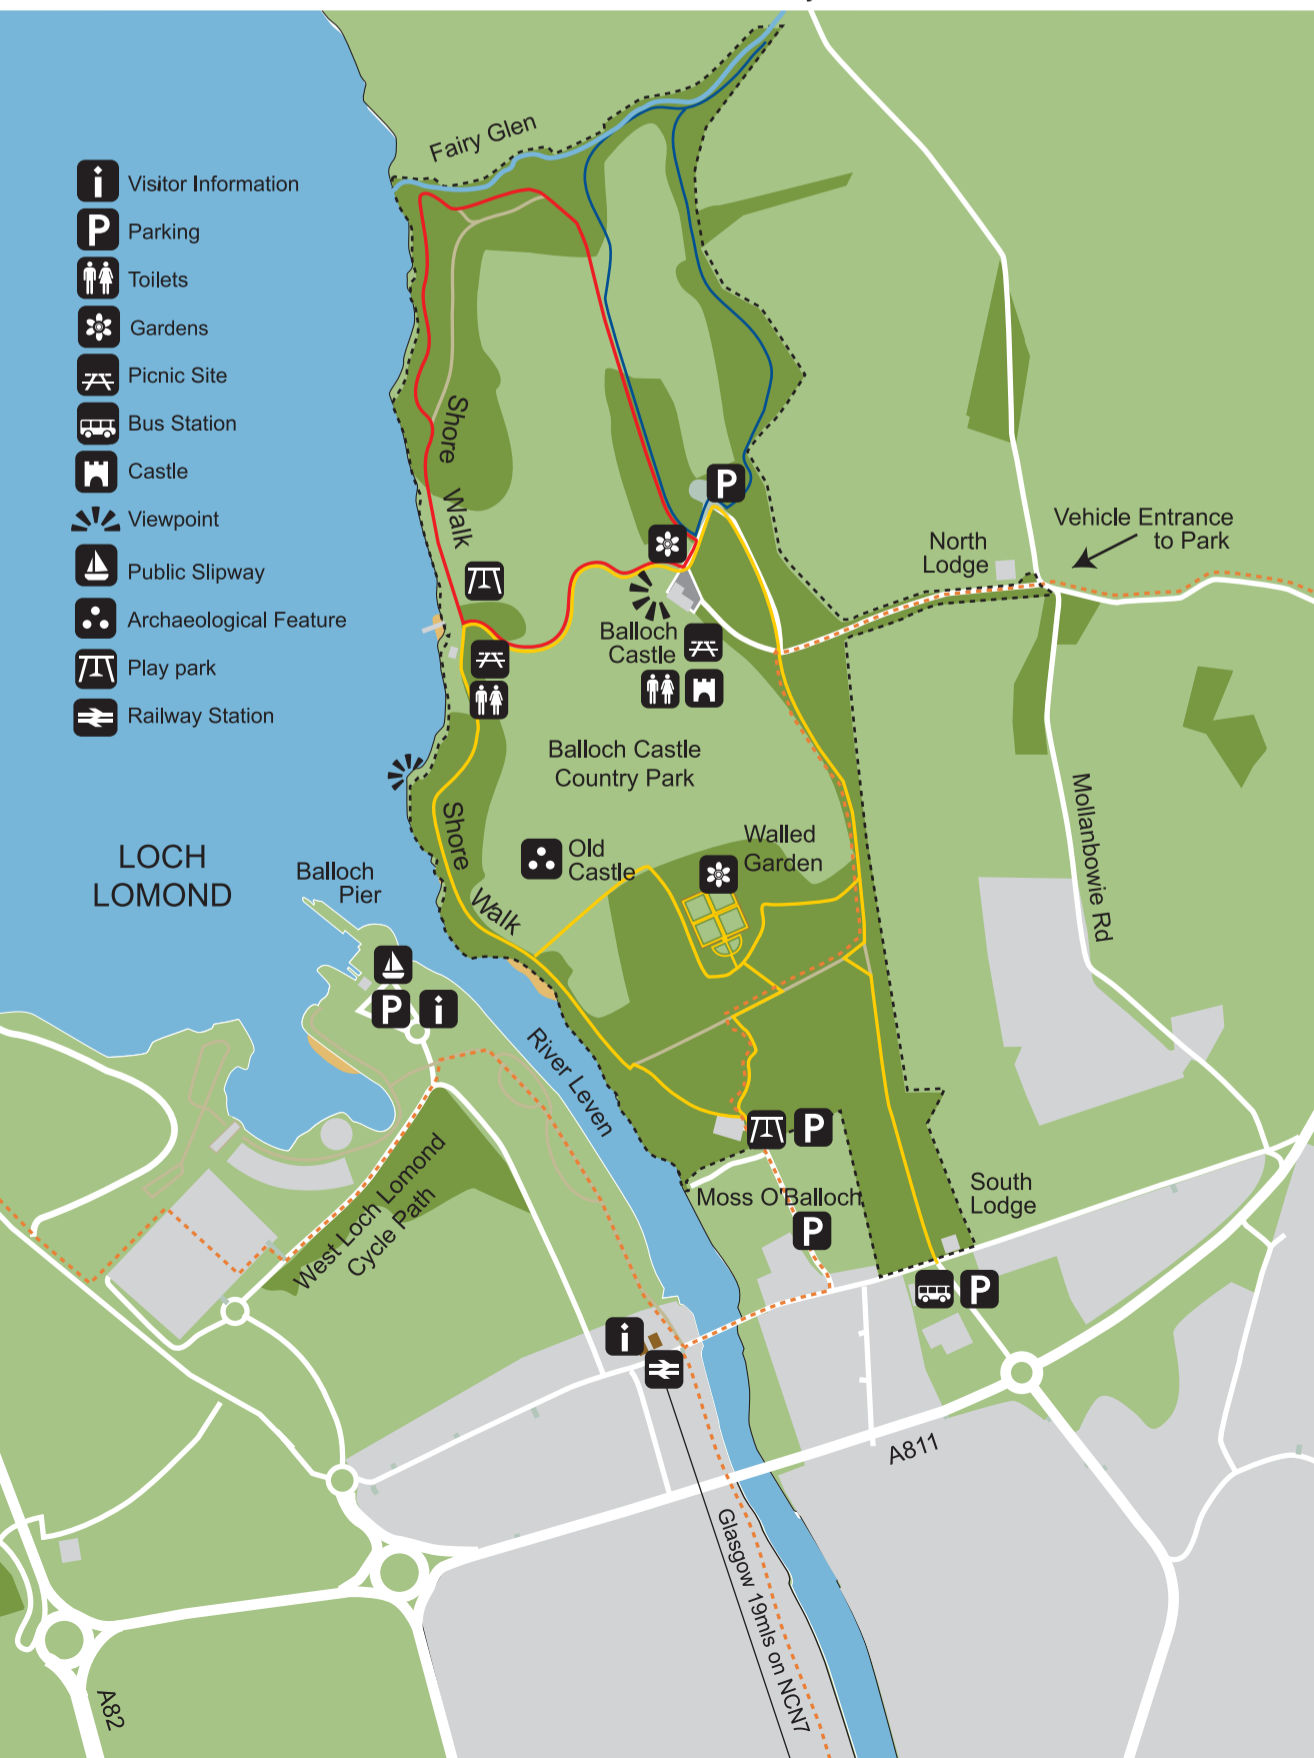 Fairy Glen
Visitor Information
Parking
Toilets
Gardens
Picnic Site
Bus Station
Castle
Viewpoint
Public Slipway
Archaeological Feature
Play park
Railway Station
Shore
Walk
P
Vehicle Entrance
to Park
North
Lodge
Balloch
Castle
Balloch Castle
Country Park
Mollanbowie Rd
Shore
Walk
Old
Castle
Walled
Garden
LOCH
LOMOND
Balloch
Pier
P
i
River Leven
P
Moss O'Balloch
P
South
Lodge
P
West Loch Lomond
Cycle Path
i
A811
Glasgow 19mls on NCN7
A82
i
P